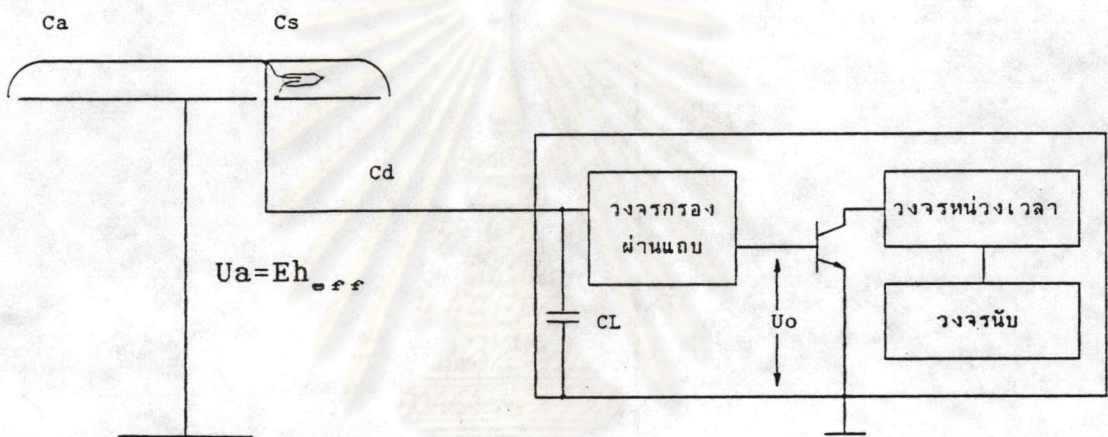 Ca
Cs
Cd
วงจรกรอง
ผ่านแถบ
วงจรหน่วงเวลา
Ua=Eh eff
CL
Uo
วงจรนับ